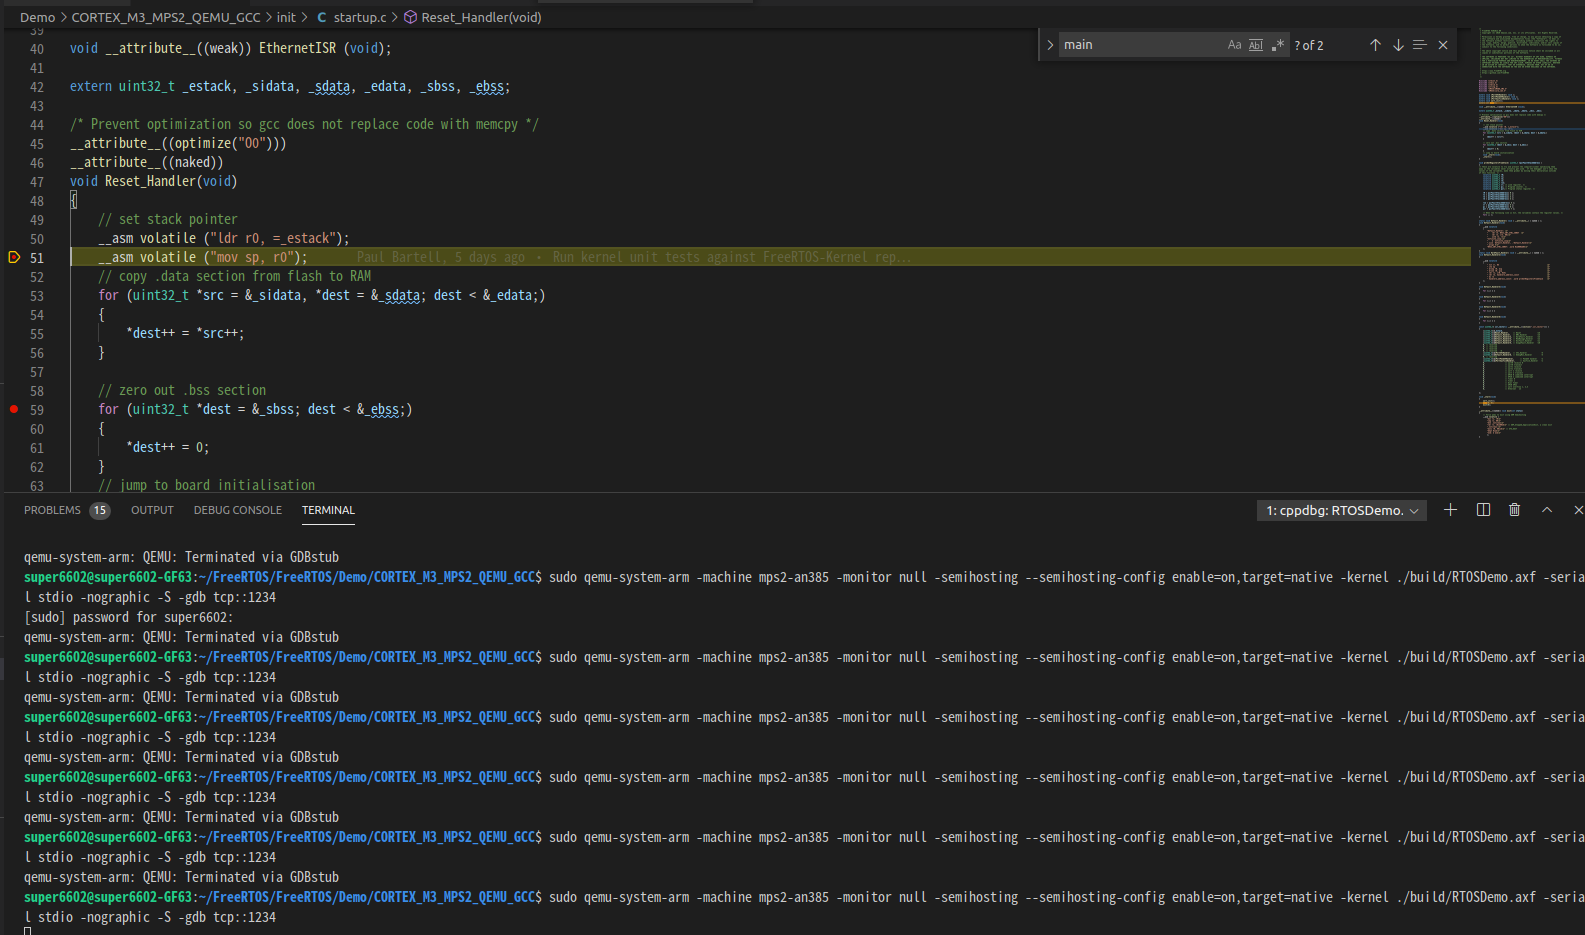 Demo > CORTEX_M3_MPS2_QEMU_GCC > init > C startup.c > Reset_Handler(void)
39
40 void __attribute__((weak)) EthernetISR (void);
41
42 extern uint32_t _estack, _sidata, _sdata, _edata, _sbss, _ebss;
43
44 /* Prevent optimization so gcc does not replace code with memcpy */
45 __attribute__((optimize("O0")))
46 __attribute__((naked))
47 void Reset_Handler(void)
48 {
49 // set stack pointer
50 __asm volatile ("ldr r0, =_estack");
51 __asm volatile ("mov sp, r0"); Paul Bartell, 5 days ago • Run kernel unit tests against FreeRTOS-Kernel rep...
52 // copy .data section from flash to RAM
53 for (uint32_t *src = &_sidata, *dest = &_sdata; dest < &_edata;)
54 {
55 *dest++ = *src++;
56 }
57
58 // zero out .bss section
59 for (uint32_t *dest = &_sbss; dest < &_ebss;)
60 {
61 *dest++ = 0;
62 }
63 // jump to board initialisation
main Aa Abl .* ? of 2
PROBLEMS 15 OUTPUT DEBUG CONSOLE TERMINAL 1: cppdbg: RTOSDemo.
qemu-system-arm: QEMU: Terminated via GDBstub
super6602@super6602-GF63:~/FreeRTOS/FreeRTOS/Demo/CORTEX_M3_MPS2_QEMU_GCC$ sudo qemu-system-arm -machine mps2-an385 -monitor null -semihosting --semihosting-config enable=on,target=native -kernel ./build/RTOSDemo.axf -seria
l stdio -nographic -S -gdb tcp::1234
[sudo] password for super6602:
qemu-system-arm: QEMU: Terminated via GDBstub
super6602@super6602-GF63:~/FreeRTOS/FreeRTOS/Demo/CORTEX_M3_MPS2_QEMU_GCC$ sudo qemu-system-arm -machine mps2-an385 -monitor null -semihosting --semihosting-config enable=on,target=native -kernel ./build/RTOSDemo.axf -seria
l stdio -nographic -S -gdb tcp::1234
qemu-system-arm: QEMU: Terminated via GDBstub
super6602@super6602-GF63:~/FreeRTOS/FreeRTOS/Demo/CORTEX_M3_MPS2_QEMU_GCC$ sudo qemu-system-arm -machine mps2-an385 -monitor null -semihosting --semihosting-config enable=on,target=native -kernel ./build/RTOSDemo.axf -seria
l stdio -nographic -S -gdb tcp::1234
qemu-system-arm: QEMU: Terminated via GDBstub
super6602@super6602-GF63:~/FreeRTOS/FreeRTOS/Demo/CORTEX_M3_MPS2_QEMU_GCC$ sudo qemu-system-arm -machine mps2-an385 -monitor null -semihosting --semihosting-config enable=on,target=native -kernel ./build/RTOSDemo.axf -seria
l stdio -nographic -S -gdb tcp::1234
qemu-system-arm: QEMU: Terminated via GDBstub
super6602@super6602-GF63:~/FreeRTOS/FreeRTOS/Demo/CORTEX_M3_MPS2_QEMU_GCC$ sudo qemu-system-arm -machine mps2-an385 -monitor null -semihosting --semihosting-config enable=on,target=native -kernel ./build/RTOSDemo.axf -seria
l stdio -nographic -S -gdb tcp::1234
qemu-system-arm: QEMU: Terminated via GDBstub
super6602@super6602-GF63:~/FreeRTOS/FreeRTOS/Demo/CORTEX_M3_MPS2_QEMU_GCC$ sudo qemu-system-arm -machine mps2-an385 -monitor null -semihosting --semihosting-config enable=on,target=native -kernel ./build/RTOSDemo.axf -seria
l stdio -nographic -S -gdb tcp::1234